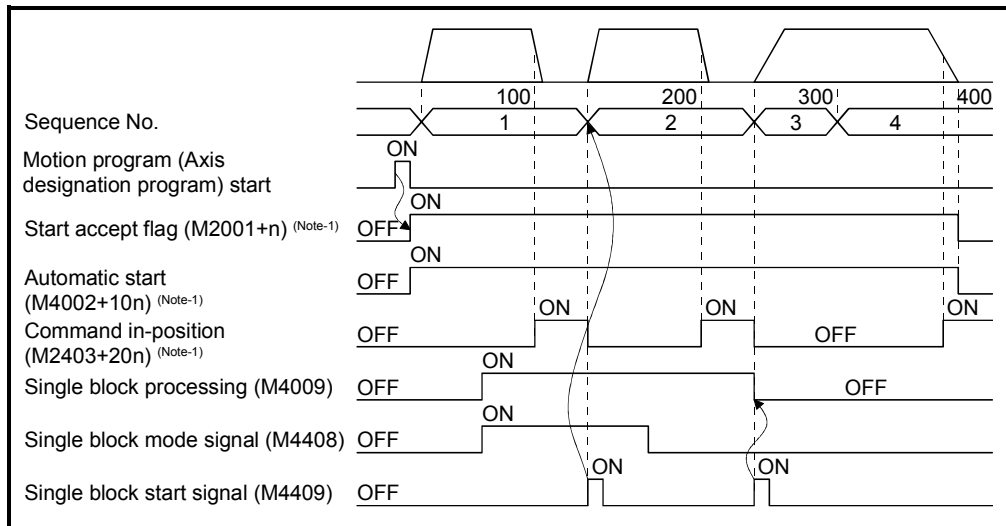 100 200 300 400
Sequence No. 1 2 3 4
Motion program (Axis designation program) start ON
ON
Start accept flag (M2001+n) (Note-1) OFF
ON
Automatic start (M4002+10n) (Note-1) OFF
ON ON ON
Command in-position (M2403+20n) (Note-1) OFF OFF
ON
Single block processing (M4009) OFF OFF
ON
Single block mode signal (M4408) OFF
ON ON
Single block start signal (M4409) OFF